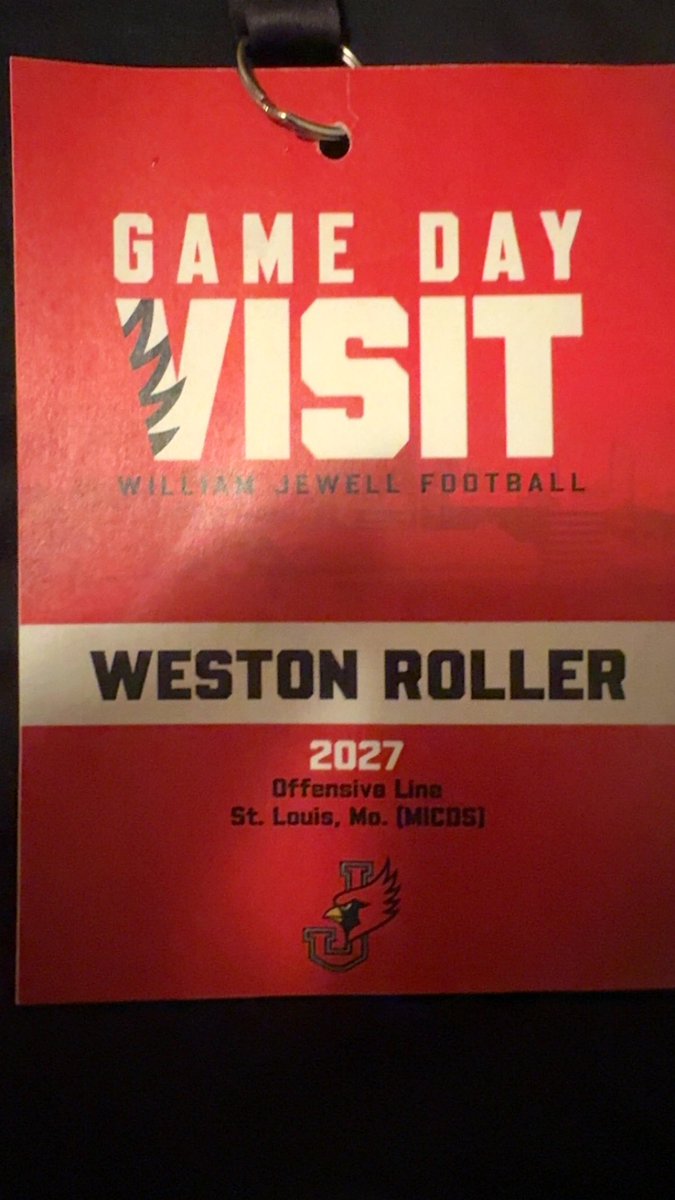 GAME DAY
VISIT
WILLIAM JEWELL FOOTBALL
WESTON ROLLER
2027
Offensive Line
St. Louis, Mo. (MICDS)
J